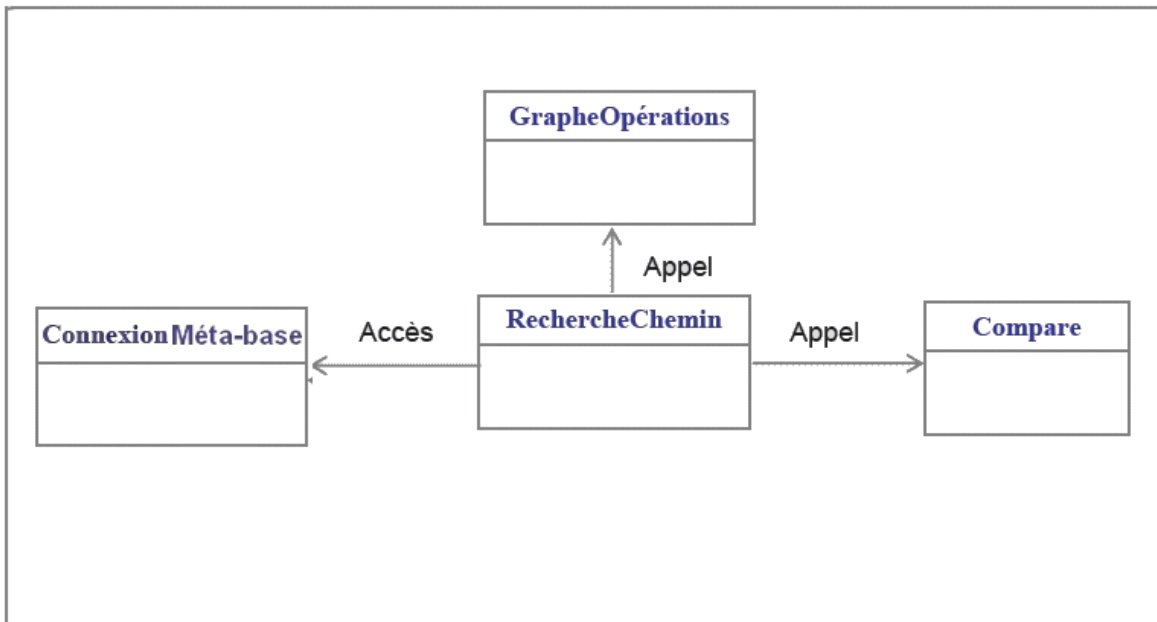 GrapheOpérations
Appel
ConnexionMéta-base
Accès
RechercheChemin
Appel
Compare